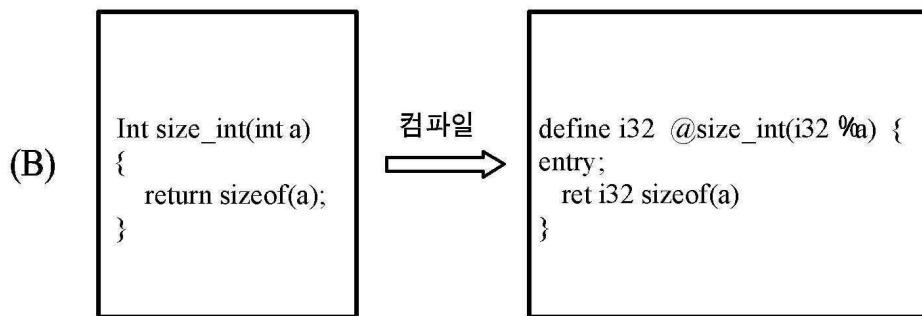 (B)
Int size_int(int a)
{
return sizeof(a);
}
컴파일
define i32 @size_int(i32 %a) {
entry;
ret i32 sizeof(a)
}